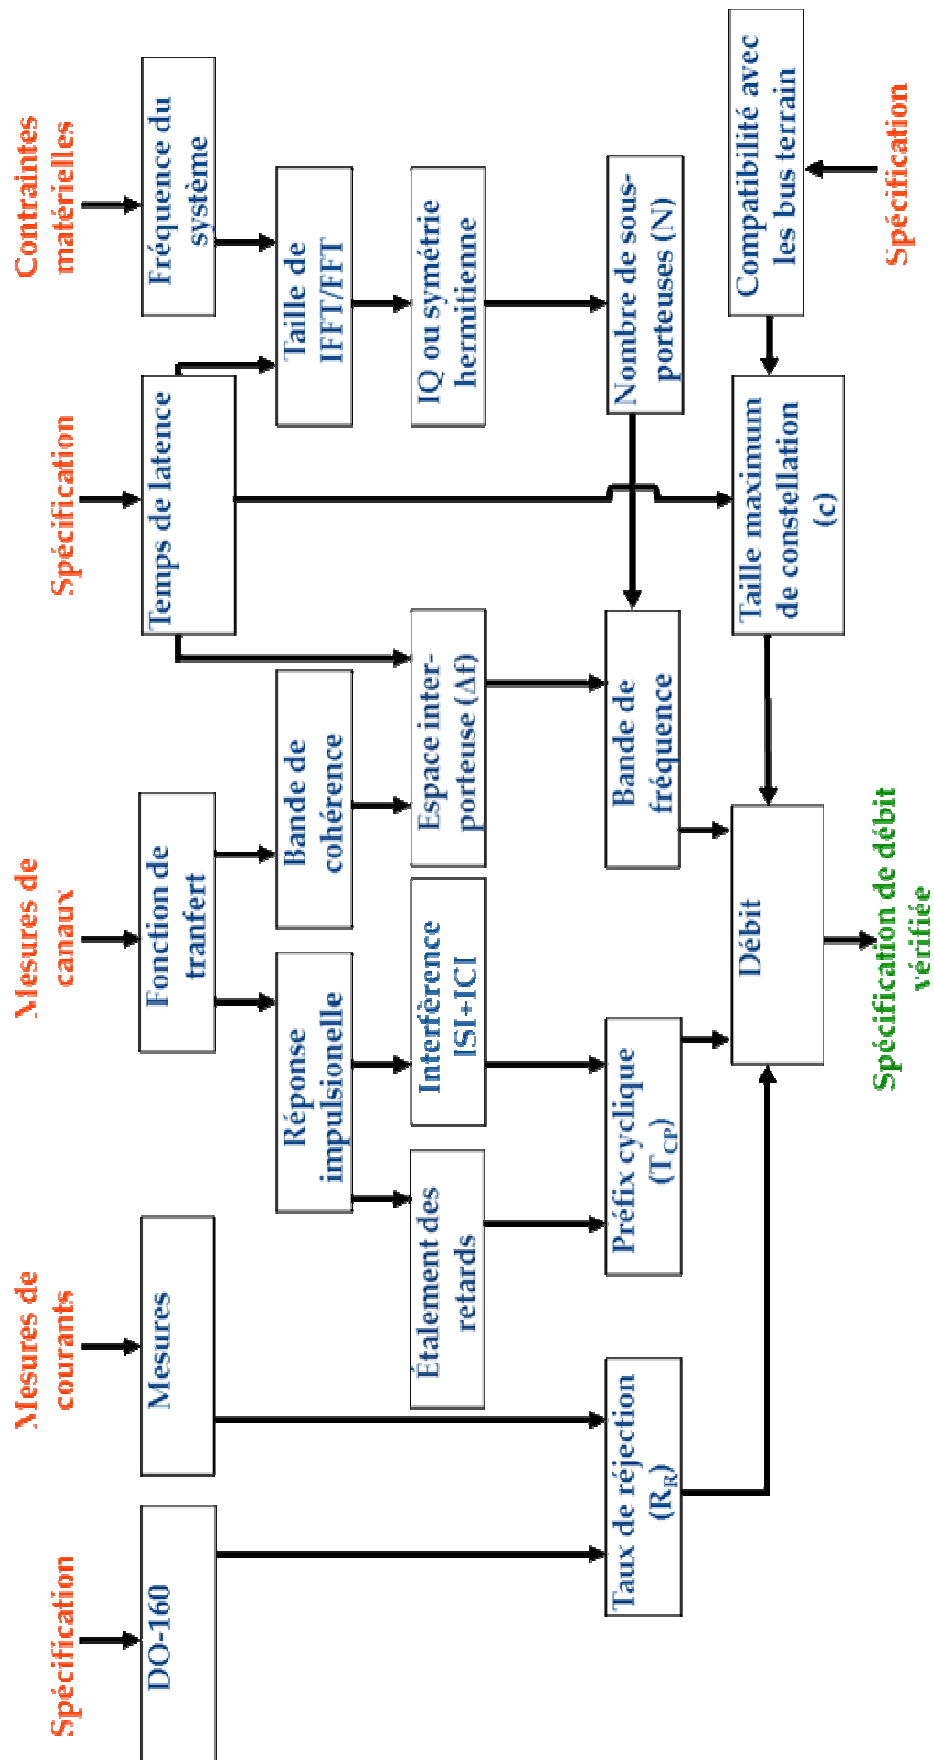 Spécification
Mesures de
courants
Mesures de
canaux
Spécification
Contraintes
matérielles
DO-160
Mesures
Fonction de
tranfert
Temps de latence
Fréquence du
système
Réponse
impulsionelle
Bande de
cohérence
Taille de
IFFT/FFT
Étalement des
retards
Interférence
ISI+ICI
Espace inter-
porteuse (Δf)
IQ ou symétrie
hermitienne
Taux de réjection
(R_R)
Préfix cyclique
(T_CP)
Bande de
fréquence
Nombre de sous-
porteuses (N)
Débit
Taille maximum
de constellation
(c)
Compatibilité avec
les bus terrain
Spécification de débit
vérifiée
Spécification